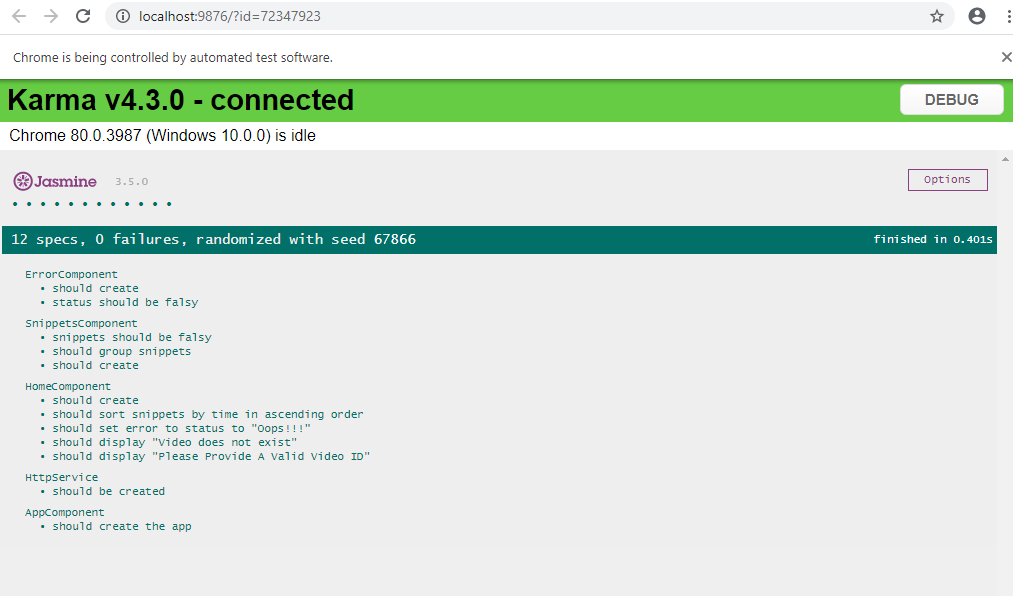 localhost:9876/?id=72347923
Chrome is being controlled by automated test software.
Karma v4.3.0 - connected
DEBUG
Chrome 80.0.3987 (Windows 10.0.0) is idle
Jasmine 3.5.0
Options
12 specs, 0 failures, randomized with seed 67866
finished in 0.401s
ErrorComponent
• should create
• status should be falsy
SnippetsComponent
• snippets should be falsy
• should group snippets
• should create
HomeComponent
• should create
• should sort snippets by time in ascending order
• should set error to status to "Oops!!!"
• should display "Video does not exist"
• should display "Please Provide A Valid Video ID"
HttpService
• should be created
AppComponent
• should create the app